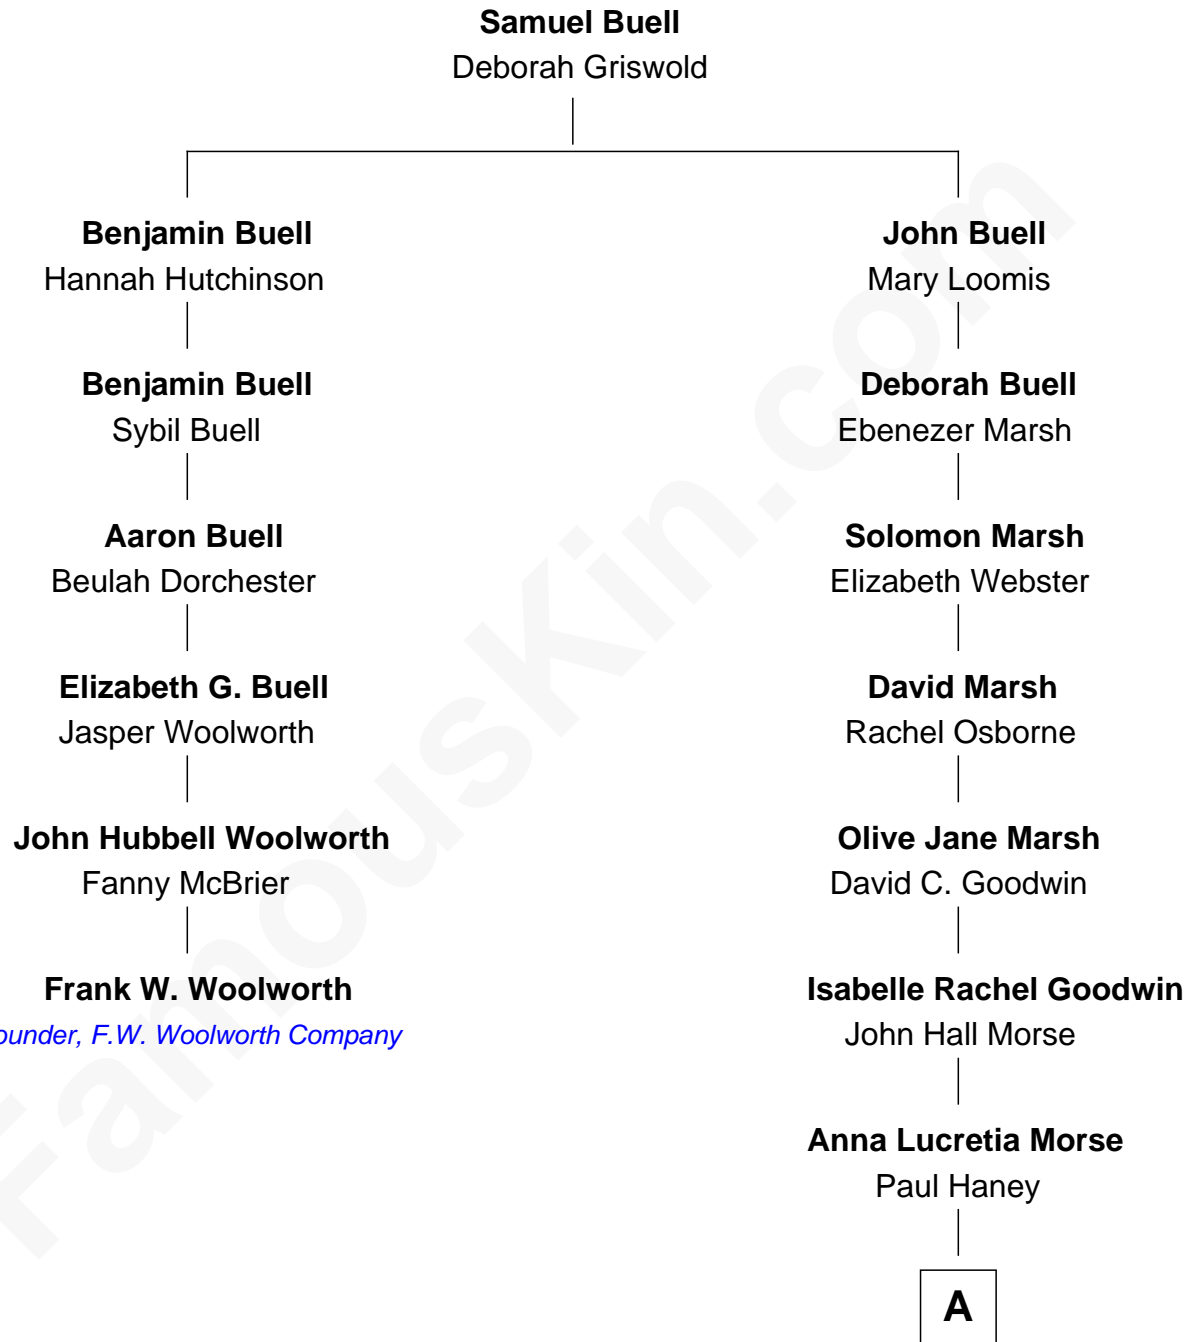 Samuel Buell
Deborah Griswold
Benjamin Buell
Hannah Hutchinson
John Buell
Mary Loomis
Benjamin Buell
Sybil Buell
Deborah Buell
Ebenezer Marsh
Aaron Buell
Beulah Dorchester
Solomon Marsh
Elizabeth Webster
Elizabeth G. Buell
Jasper Woolworth
David Marsh
Rachel Osborne
John Hubbell Woolworth
Fanny McBrier
Olive Jane Marsh
David C. Goodwin
Frank W. Woolworth
ounder, F.W. Woolworth Company
Isabelle Rachel Goodwin
John Hall Morse
Anna Lucretia Morse
Paul Haney
A
FamousKin.com